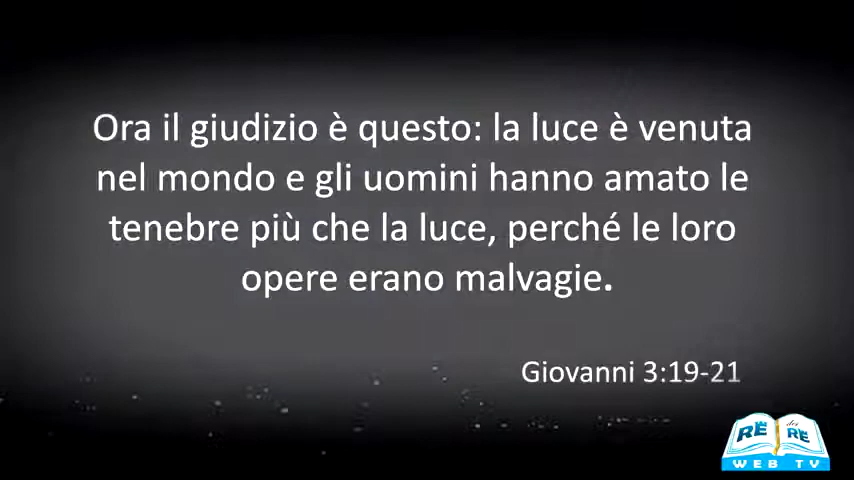 Ora il giudizio è questo: la luce è venuta
nel mondo e gli uomini hanno amato le
tenebre più che la luce, perché le loro
opere erano malvagie.
Giovanni 3:19-21
RE dei RE
WEB TV